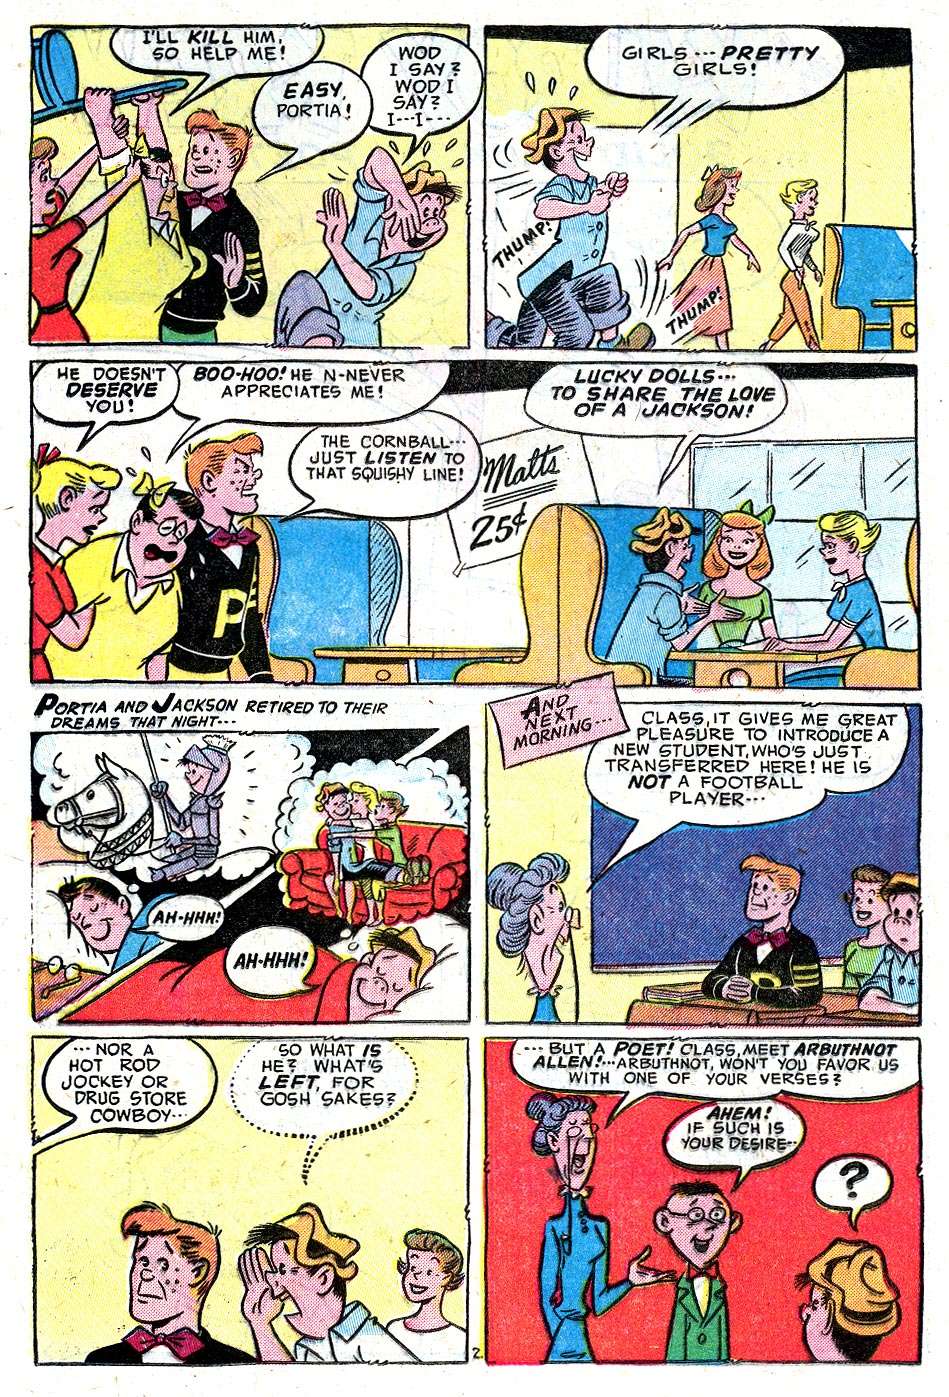 I'LL KILL HIM,
SO HELP ME!
EASY,
PORTIA!
WOD
I SAY?
WOD I
SAY?
I---I---
GIRLS --- PRETTY
GIRLS!
THUMP!
THUMP!
HE DOESN'T
DESERVE
YOU!
BOO-HOO! HE N-NEVER
APPRECIATES ME!
THE CORNBALL---
JUST LISTEN TO
THAT SQUISHY LINE!
P
Malts
25¢
LUCKY DOLLS---
TO SHARE THE LOVE
OF A JACKSON!
PORTIA AND JACKSON RETIRED TO THEIR
DREAMS THAT NIGHT---
AH-HHH!
AH-HHH!
AND
NEXT
MORNING---
CLASS, IT GIVES ME GREAT
PLEASURE TO INTRODUCE A
NEW STUDENT, WHO'S JUST
TRANSFERRED HERE! HE IS
NOT A FOOTBALL
PLAYER---
P
--- NOR A
HOT ROD
JOCKEY OR
DRUG STORE
COWBOY---
SO WHAT IS
HE? WHAT'S
LEFT, FOR
GOSH SAKES?
2.
--- BUT A POET! CLASS, MEET ARBUTHNOT
ALLEN!---ARBUTHNOT, WON'T YOU FAVOR US
WITH ONE OF YOUR VERSES?
AHEM!
IF SUCH IS
YOUR DESIRE--
?